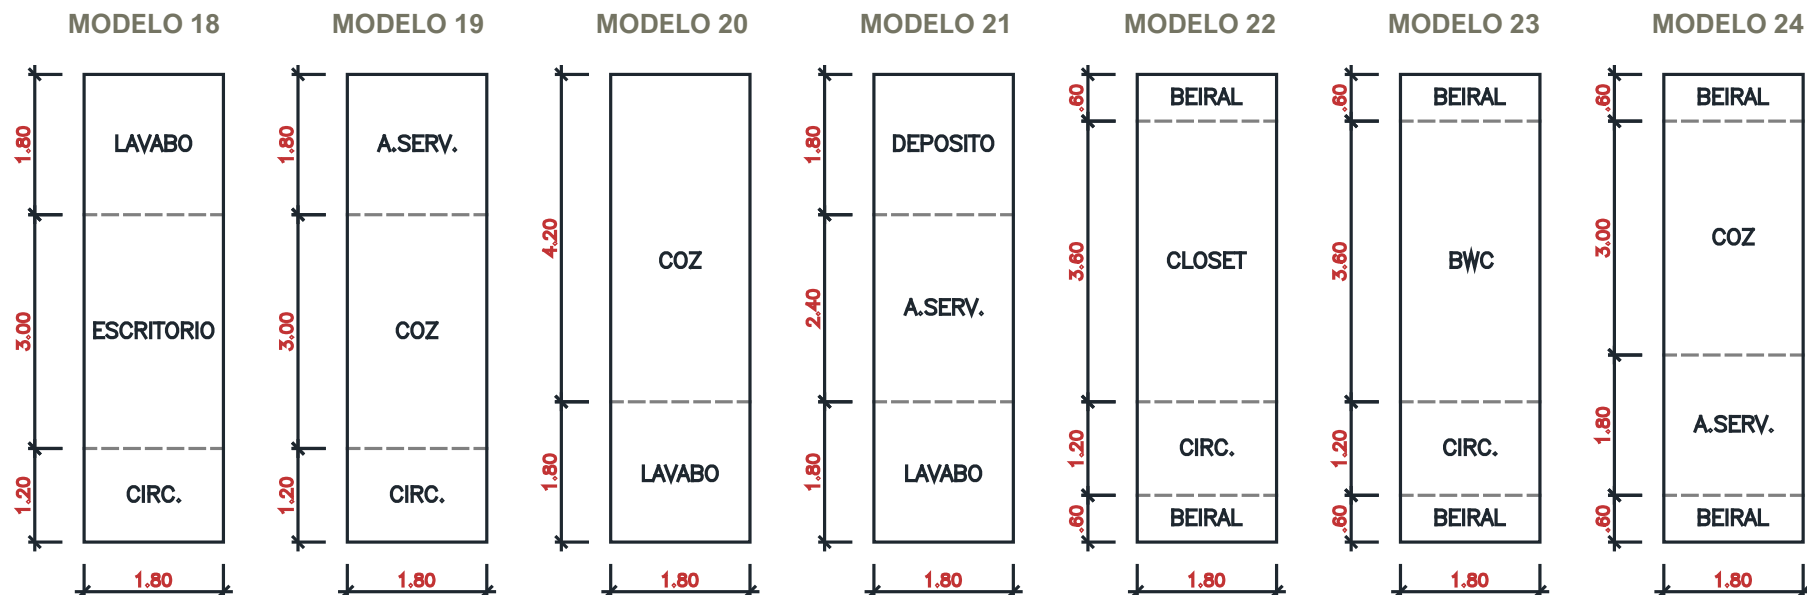 MODELO 18
1.80
3.00
1.20
LAVABO
ESCRITORIO
CIRC.
1.80
MODELO 19
1.80
3.00
1.20
A.SERV.
COZ
CIRC.
1.80
MODELO 20
4.20
1.80
COZ
LAVABO
1.80
MODELO 21
1.80
2.40
1.80
DEPOSITO
A.SERV.
LAVABO
1.80
MODELO 22
.60
3.60
1.20
.60
BEIRAL
CLOSET
CIRC.
BEIRAL
1.80
MODELO 23
.60
3.60
1.20
.60
BEIRAL
BWC
CIRC.
BEIRAL
1.80
MODELO 24
.60
3.00
1.80
.60
BEIRAL
COZ
A.SERV.
BEIRAL
1.80